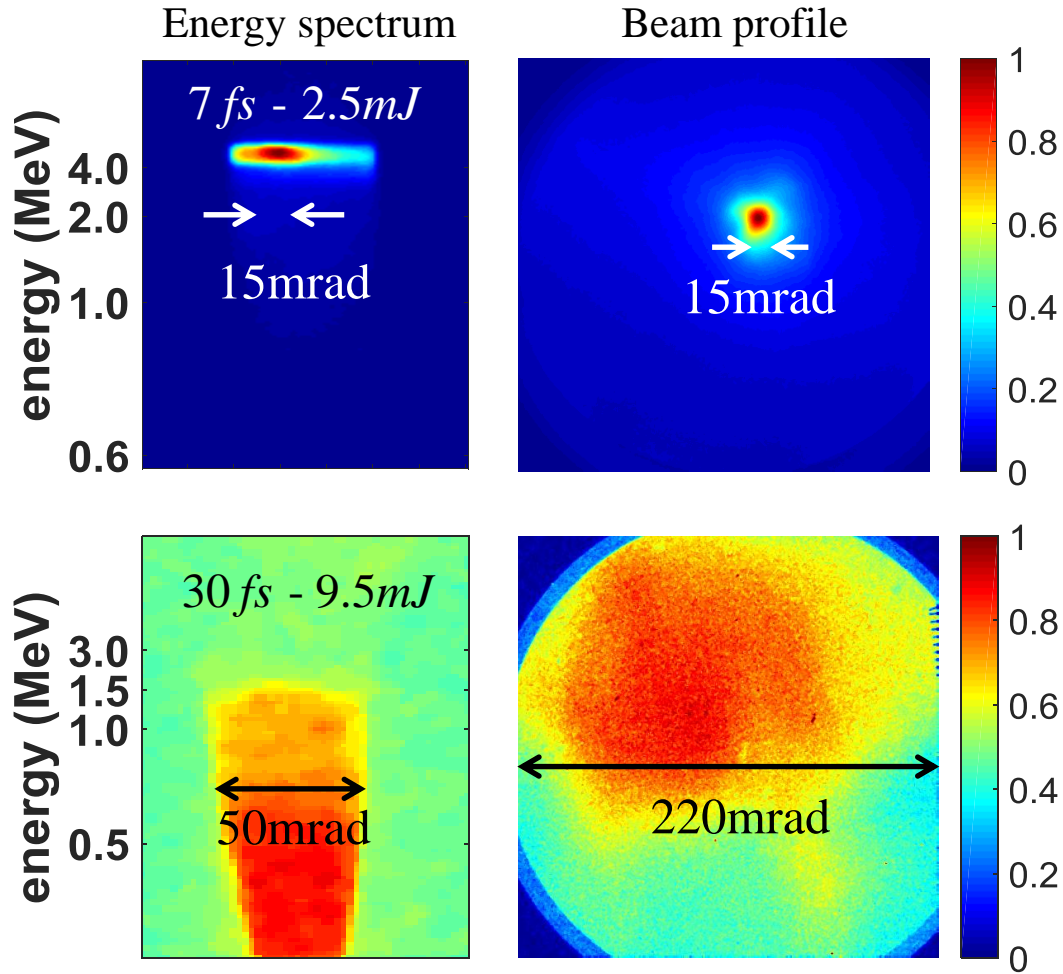 Energy spectrum
Beam profile
energy (MeV)
4.0
2.0
1.0
0.6
7 fs - 2.5mJ
15mrad
15mrad
1
0.8
0.6
0.4
0.2
0
energy (MeV)
3.0
1.5
1.0
0.5
30 fs - 9.5mJ
50mrad
220mrad
1
0.8
0.6
0.4
0.2
0